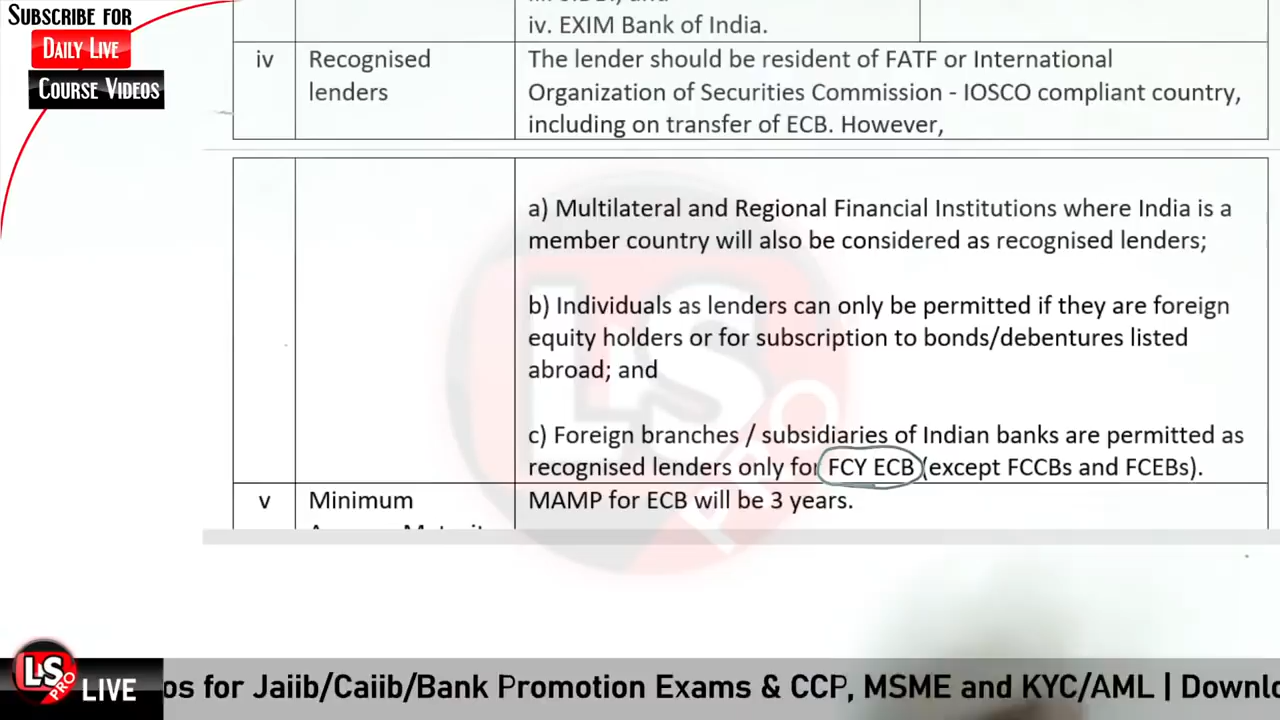 SUBSCRIBE FOR
DAILY LIVE
COURSE VIDEOS
iv. EXIM Bank of India.
iv Recognised lenders The lender should be resident of FATF or International
Organization of Securities Commission - IOSCO compliant country,
including on transfer of ECB. However,
a) Multilateral and Regional Financial Institutions where India is a
member country will also be considered as recognised lenders;
b) Individuals as lenders can only be permitted if they are foreign
equity holders or for subscription to bonds/debentures listed
abroad; and
c) Foreign branches / subsidiaries of Indian banks are permitted as
recognised lenders only for FCY ECB (except FCCBs and FCEBs).
v Minimum MAMP for ECB will be 3 years.
LS
PRO
LS
PRO
LIVE
os for Jaiib/Caiib/Bank Promotion Exams & CCP, MSME and KYC/AML | Downlo